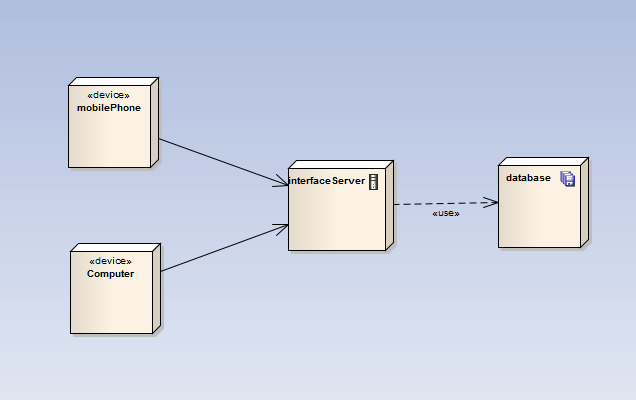 «device»
mobilePhone
interfaceServer
database
«use»
«device»
Computer